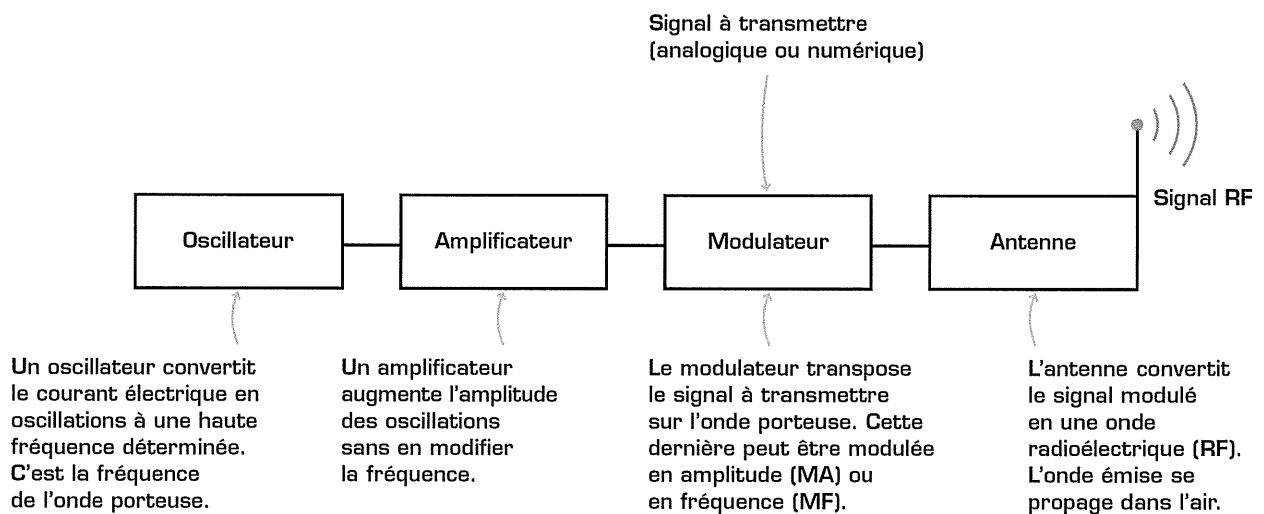 Signal à transmettre
(analogique ou numérique)
Signal RF
Oscillateur
Amplificateur
Modulateur
Antenne
Un oscillateur convertit
le courant électrique en
oscillations à une haute
fréquence déterminée.
C'est la fréquence
de l'onde porteuse.
Un amplificateur
augmente l'amplitude
des oscillations
sans en modifier
la fréquence.
Le modulateur transpose
le signal à transmettre
sur l'onde porteuse. Cette
dernière peut être modulée
en amplitude (MA) ou
en fréquence (MF).
L'antenne convertit
le signal modulé
en une onde
radioélectrique (RF).
L'onde émise se
propage dans l'air.